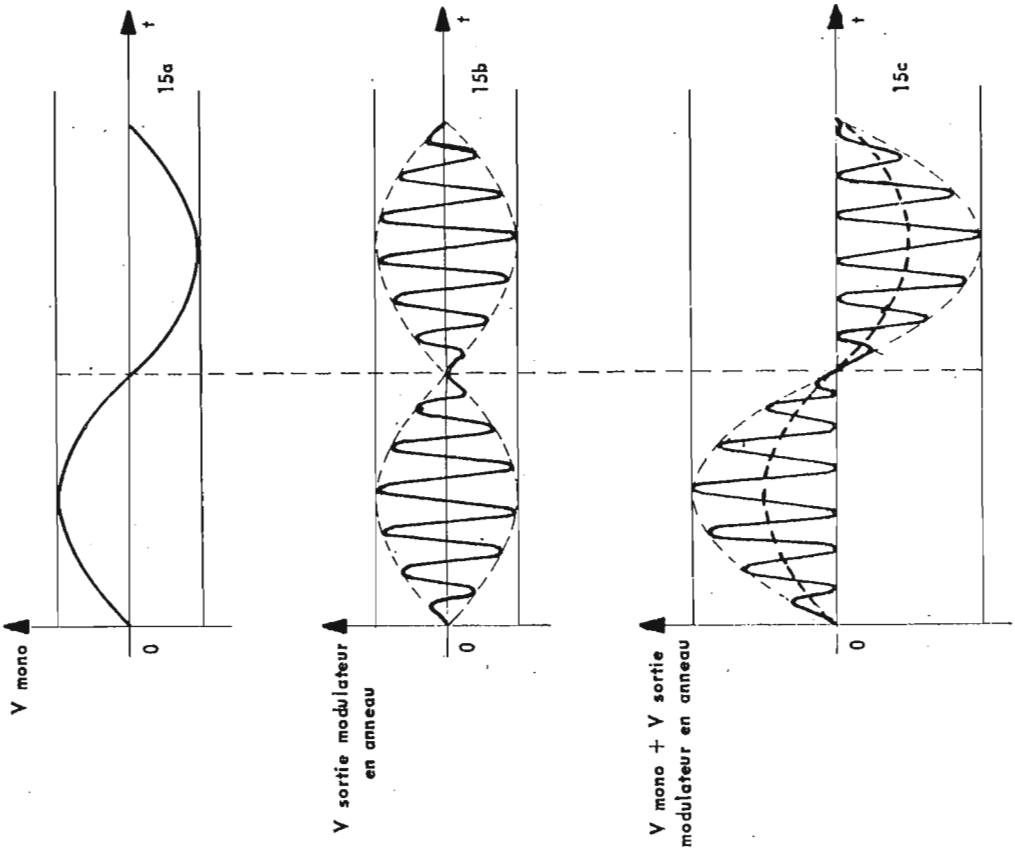 V mono
0
t
15a
V sortie modulateur
en anneau
0
t
15b
V mono + V sortie
modulateur en anneau
0
t
15c